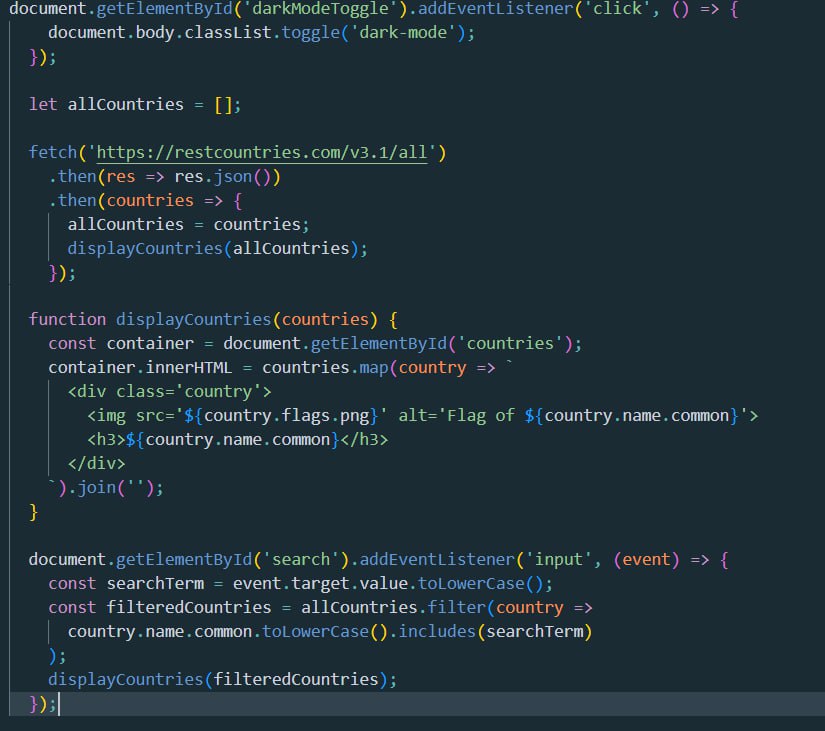 document.getElementById('darkModeToggle').addEventListener('click', () => {
    document.body.classList.toggle('dark-mode');
  });

  let allCountries = [];

  fetch('https://restcountries.com/v3.1/all')
    .then(res => res.json())
    .then(countries => {
      allCountries = countries;
      displayCountries(allCountries);
    });

  function displayCountries(countries) {
    const container = document.getElementById('countries');
    container.innerHTML = countries.map(country => `
      <div class='country'>
        <img src='${country.flags.png}' alt='Flag of ${country.name.common}'>
        <h3>${country.name.common}</h3>
      </div>
    `).join('');
  }

  document.getElementById('search').addEventListener('input', (event) => {
    const searchTerm = event.target.value.toLowerCase();
    const filteredCountries = allCountries.filter(country =>
      country.name.common.toLowerCase().includes(searchTerm)
    );
    displayCountries(filteredCountries);
  });